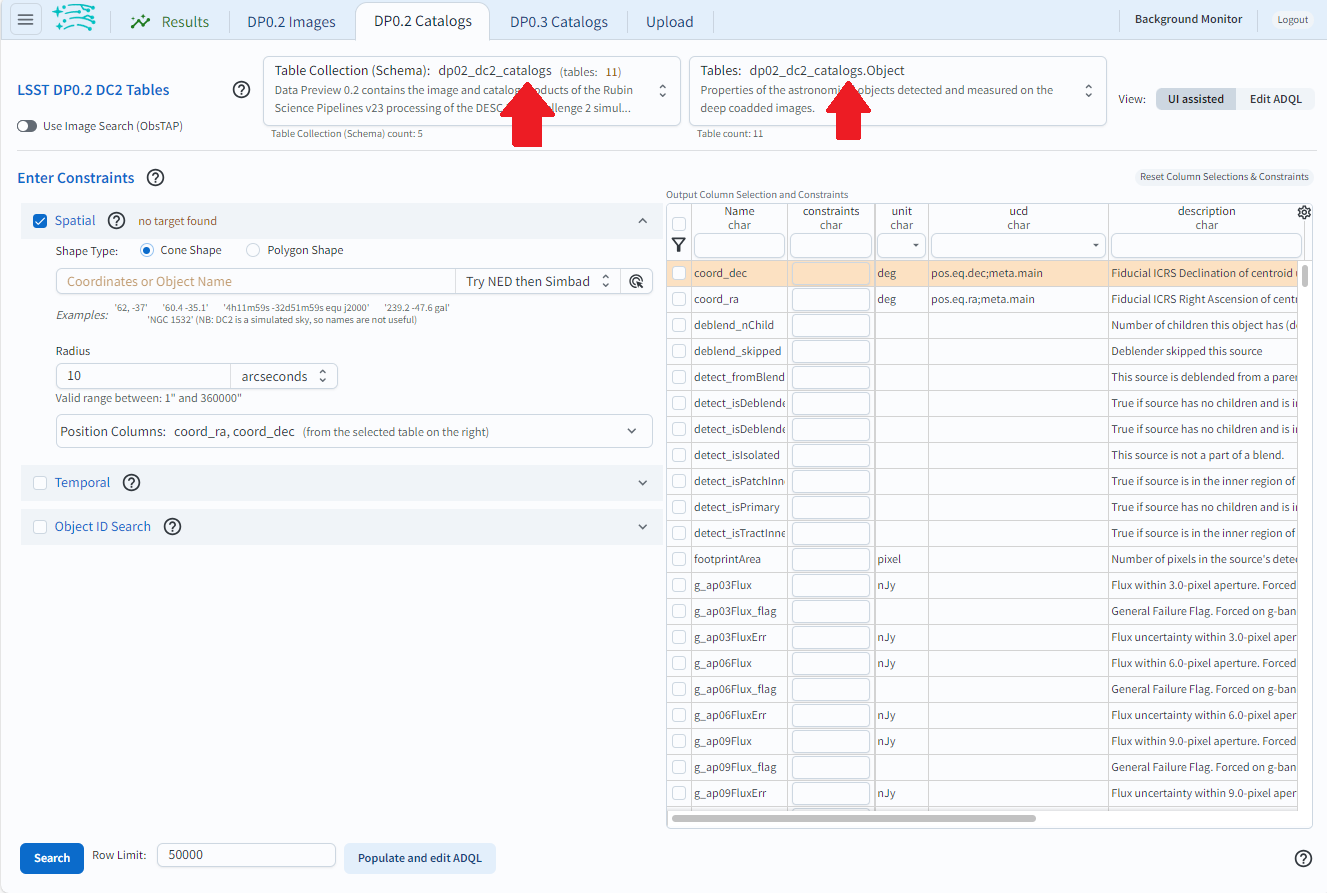 Results
DP0.2 Images
DP0.2 Catalogs
DP0.3 Catalogs
Upload
Background Monitor
Logout
LSST DP0.2 DC2 Tables
Use Image Search (ObsTAP)
Table Collection (Schema): dp02_dc2_catalogs (tables: 11)
Data Preview 0.2 contains the image and catalog products of the Rubin
Science Pipelines v23 processing of the DESC challenge 2 simul...
Table Collection (Schema) count: 5
Tables: dp02_dc2_catalogs.Object
Properties of the astronomical objects detected and measured on the
deep coadded images.
Table count: 11
View:
UI assisted
Edit ADQL
Enter Constraints
Reset Column Selections & Constraints
Spatial
no target found
Shape Type:
Cone Shape
Polygon Shape
Coordinates or Object Name
Try NED then Simbad
Examples:
'62, -37' '60.4 -35.1' '4h11m59s -32d51m59s equ j2000' '239.2 -47.6 gal'
'NGC 1532' (NB: DC2 is a simulated sky, so names are not useful)
Radius
10
arcseconds
Valid range between: 1" and 360000"
Position Columns: coord_ra, coord_dec (from the selected table on the right)
Temporal
Object ID Search
Output Column Selection and Constraints
Name constraints unit ucd description
char char char char char
coord_dec deg pos.eq.dec;meta.main Fiducial ICRS Declination of centroid
coord_ra deg pos.eq.ra;meta.main Fiducial ICRS Right Ascension of centr
deblend_nChild Number of children this object has (d
deblend_skipped Deblender skipped this source
detect_fromBlend This source is deblended from a parer
detect_isDeblende True if source has no children and is i
detect_isDeblende True if source has no children and is i
detect_isIsolated This source is not a part of a blend.
detect_isPatchInn True if source is in the inner region of
detect_isPrimary True if source has no children and is i
detect_isTractInne True if source is in the inner region of
footprintArea pixel Number of pixels in the source's dete
g_ap03Flux nJy Flux within 3.0-pixel aperture. Forced
g_ap03Flux_flag General Failure Flag. Forced on g-ban
g_ap03FluxErr nJy Flux uncertainty within 3.0-pixel aper
g_ap06Flux nJy Flux within 6.0-pixel aperture. Forced
g_ap06Flux_flag General Failure Flag. Forced on g-ban
g_ap06FluxErr nJy Flux uncertainty within 6.0-pixel aper
g_ap09Flux nJy Flux within 9.0-pixel aperture. Forced
g_ap09Flux_flag General Failure Flag. Forced on g-ban
g_ap09FluxErr nJy Flux uncertainty within 9.0-pixel aper
Search
Row Limit:
50000
Populate and edit ADQL